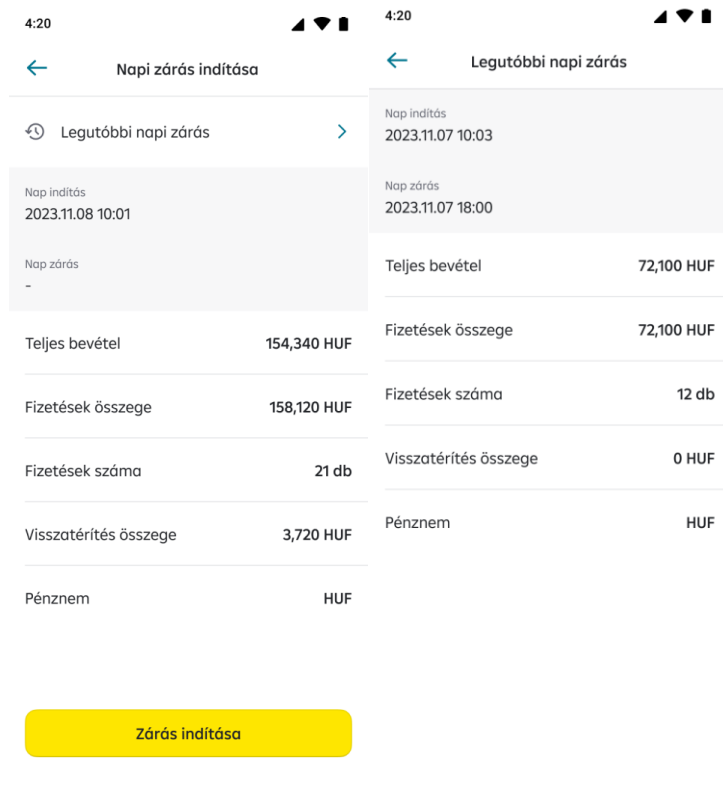 4:20
Napi zárás indítása
Legutóbbi napi zárás
Nap indítás
2023.11.08 10:01
Nap zárás
-
Teljes bevétel 154,340 HUF
Fizetések összege 158,120 HUF
Fizetések száma 21 db
Visszatérítés összege 3,720 HUF
Pénznem HUF
Zárás indítása
4:20
Legutóbbi napi zárás
Nap indítás
2023.11.07 10:03
Nap zárás
2023.11.07 18:00
Teljes bevétel 72,100 HUF
Fizetések összege 72,100 HUF
Fizetések száma 12 db
Visszatérítés összege 0 HUF
Pénznem HUF